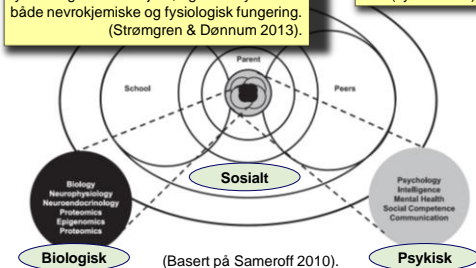 både nevrokjemiske og fysiologisk fungering.
(Strømgren & Dønnum 2013).
Parent
School
Peers
Sosialt
Biology
Neurophysiology
Neuroendocrinology
Proteomics
Epigenomics
Proteomics
Psychology
Intelligence
Mental Health
Social Competence
Communication
Biologisk
(Basert på Sameroff 2010).
Psykisk